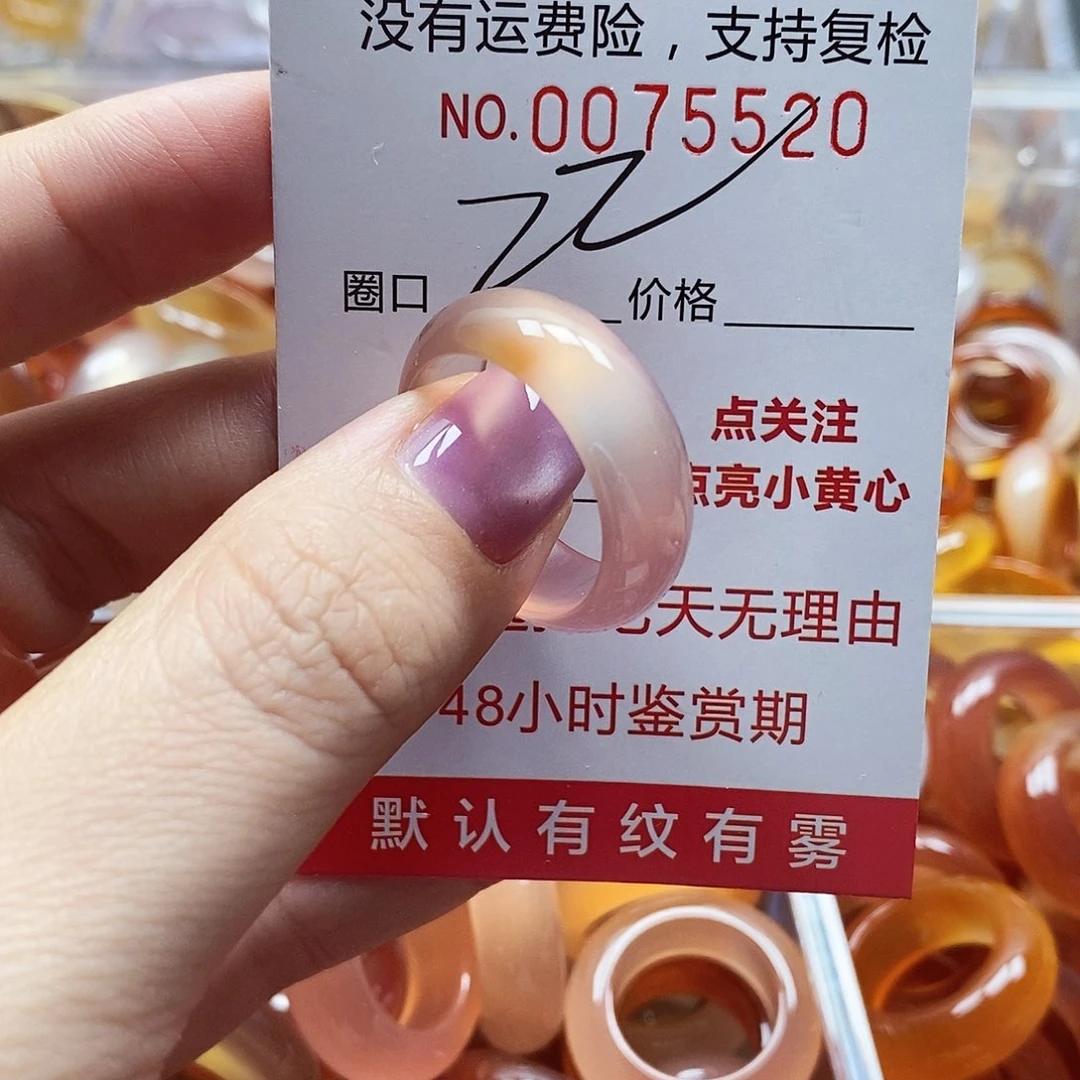 没有运费险，支持复检
NO.0075520
圈口 价格
点关注
点亮小黄心
七天无理由
48小时鉴赏期
默认有纹有雾